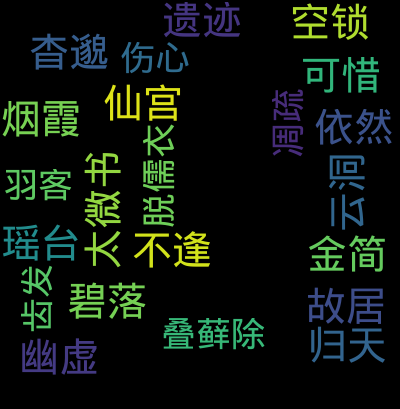 遗迹
空锁
杳邈
伤心
可惜
仙宫
烟霞
凋疏
依然
脱儒衣
太微书
云洄
羽客
瑶台
不逢
金简
齿发
碧落
故居
叠藓除
归天
幽虚